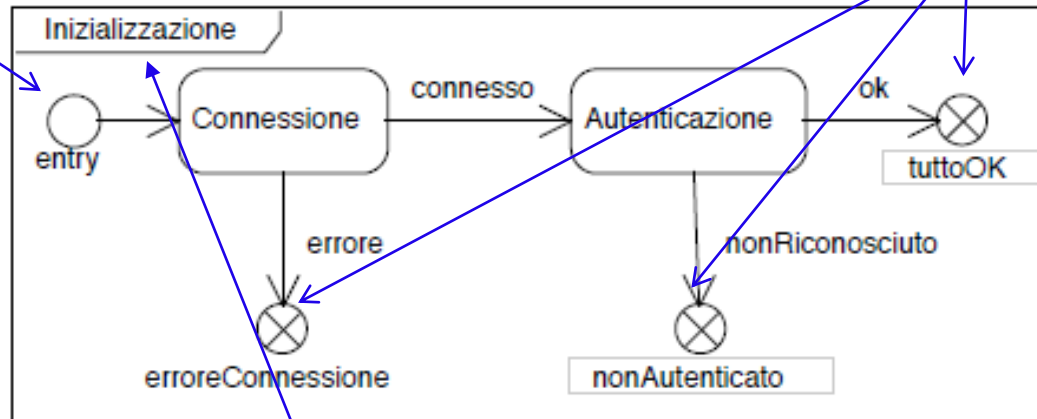 Inizializzazione
connesso
ok
Connessione
Autenticazione
entry
tuttoOK
errore
nonRiconosciuto
erroreConnessione
nonAutenticato